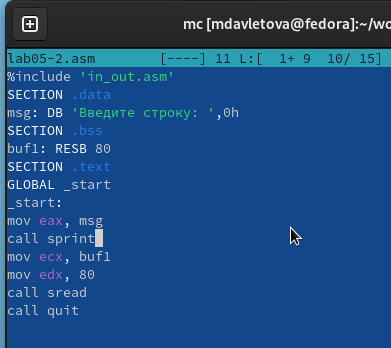 mc [mdavletova@fedora]:~/wo
lab05-2.asm [----] 11 L:[ 1+ 9 10/ 15]
%include 'in_out.asm'
SECTION .data
msg: DB 'Введите строку: ',0h
SECTION .bss
buf1: RESB 80
SECTION .text
GLOBAL _start
_start:
mov eax, msg
call sprint
mov ecx, buf1
mov edx, 80
call sread
call quit